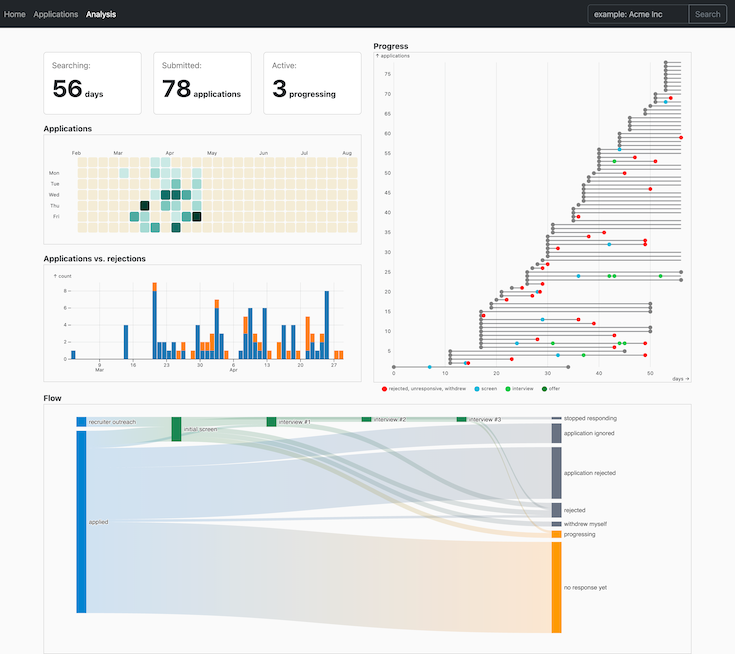 Home Applications Analysis
example: Acme Inc Search
Searching:
56 days
Submitted:
78 applications
Active:
3 progressing
Applications
Feb Mar Apr May Jun Jul Aug
Mon
Tue
Wed
Thu
Fri
Applications vs. rejections
↑ count
8
6
4
2
0
9 16 23 30 6 13 20 27
Mar Apr
Progress
↑ applications
75
70
65
60
55
50
45
40
35
30
25
20
15
10
5
0 10 20 30 40 50
days →
rejected, unresponsive, withdrew screen interview offer
Flow
recruiter outreach
initial screen
interview #1
interview #2
interview #3
stopped responding
application ignored
application rejected
rejected
applied
withdrew myself
progressing
no response yet